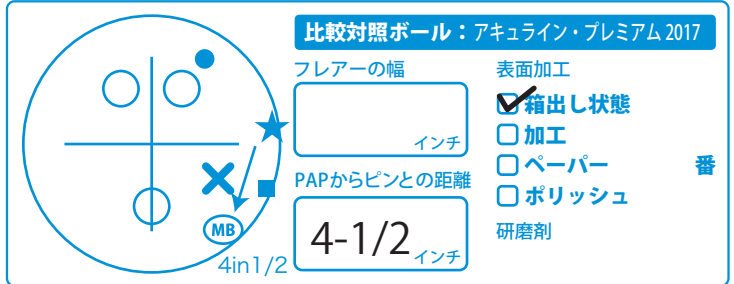 比較対照ボール：アキュライン・プレミアム 2017
フレアーの幅
インチ
PAPからピンとの距離
4-1/2 インチ
表面加工
箱出し状態
加工
ペーパー 番
ポリッシュ
研磨剤
MB
4in1/2